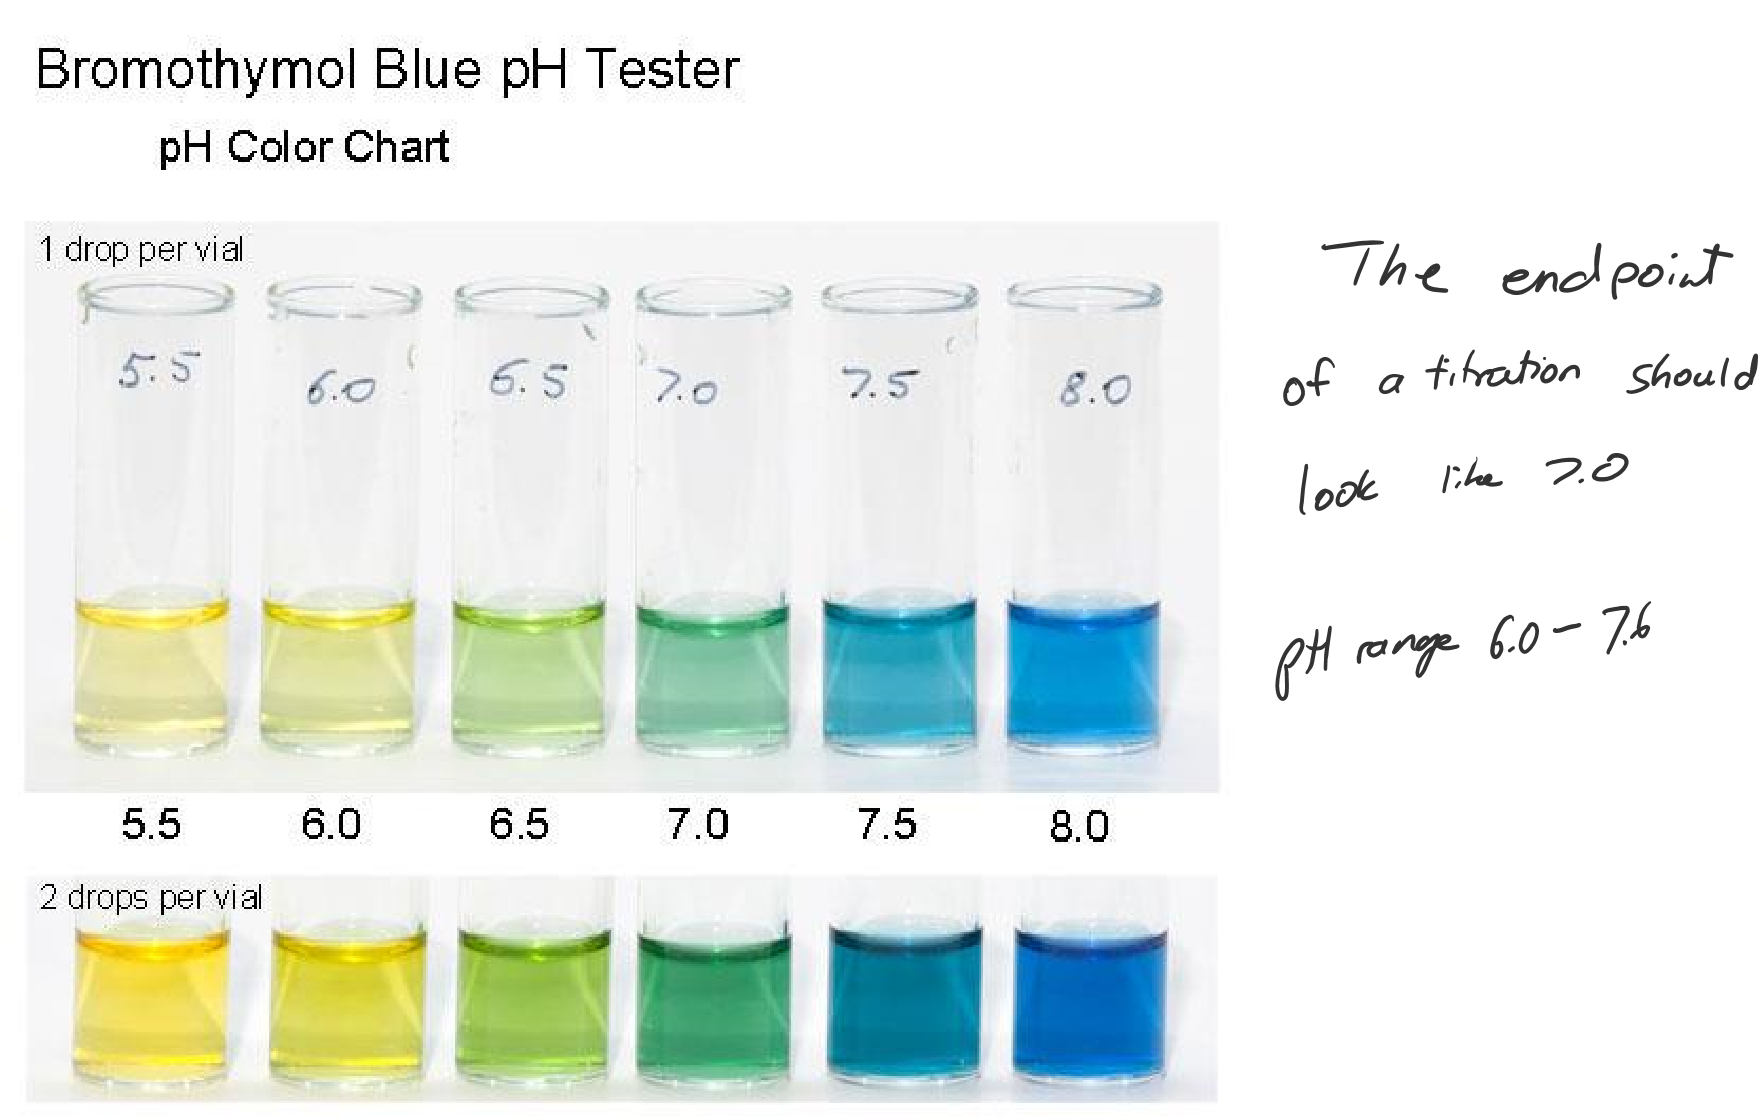 Bromothymol Blue pH Tester
pH Color Chart
1 drop per vial
5.5 6.0 6.5 7.0 7.5 8.0
The endpoint
of a titration should
look like 7.0
pH range 6.0 - 7.6
5.5 6.0 6.5 7.0 7.5 8.0
2 drops per vial